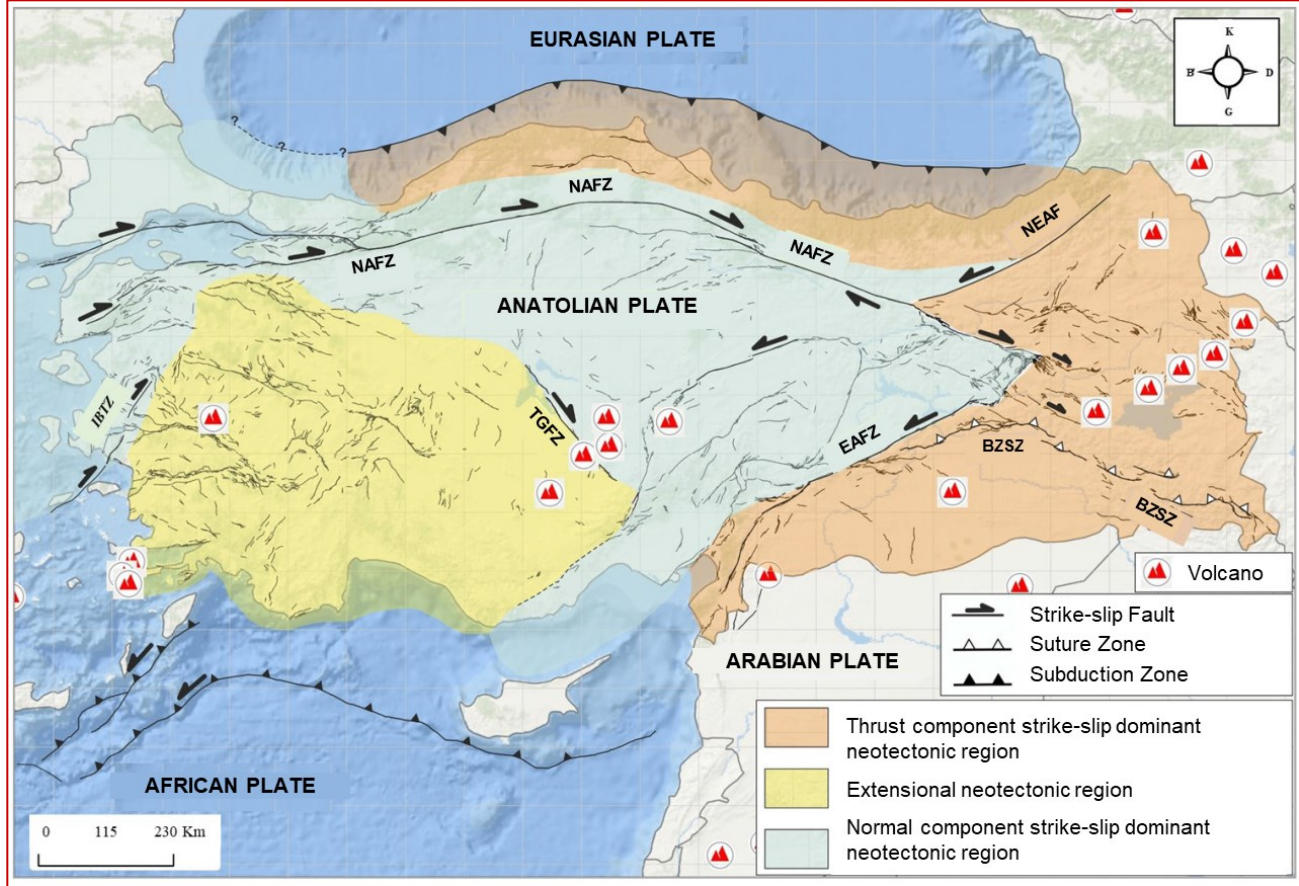 EURASIAN PLATE
K
B D
G
?
?
?
NAFZ
NAFZ
NAFZ
NEAF
ANATOLIAN PLATE
IBTZ
TGFZ
EAFZ
BZSZ
BZSZ
Volcano
Strike-slip Fault
Suture Zone
Subduction Zone
ARABIAN PLATE
Thrust component strike-slip dominant
neotectonic region
Extensional neotectonic region
Normal component strike-slip dominant
neotectonic region
AFRICAN PLATE
0 115 230 Km